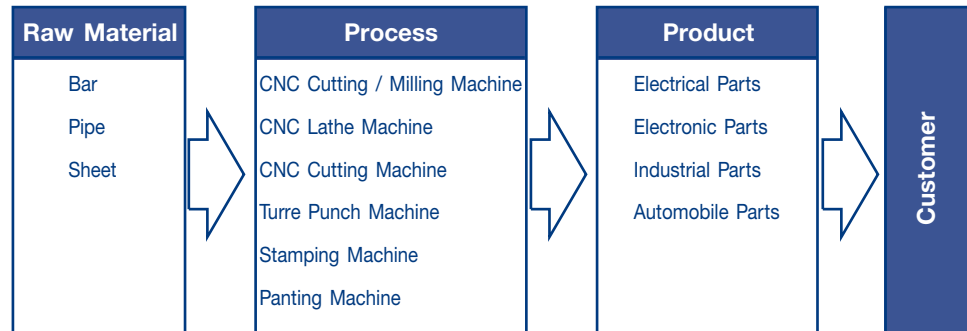 Raw Material
Bar
Pipe
Sheet
Process
CNC Cutting / Milling Machine
CNC Lathe Machine
CNC Cutting Machine
Turre Punch Machine
Stamping Machine
Panting Machine
Product
Electrical Parts
Electronic Parts
Industrial Parts
Automobile Parts
Customer